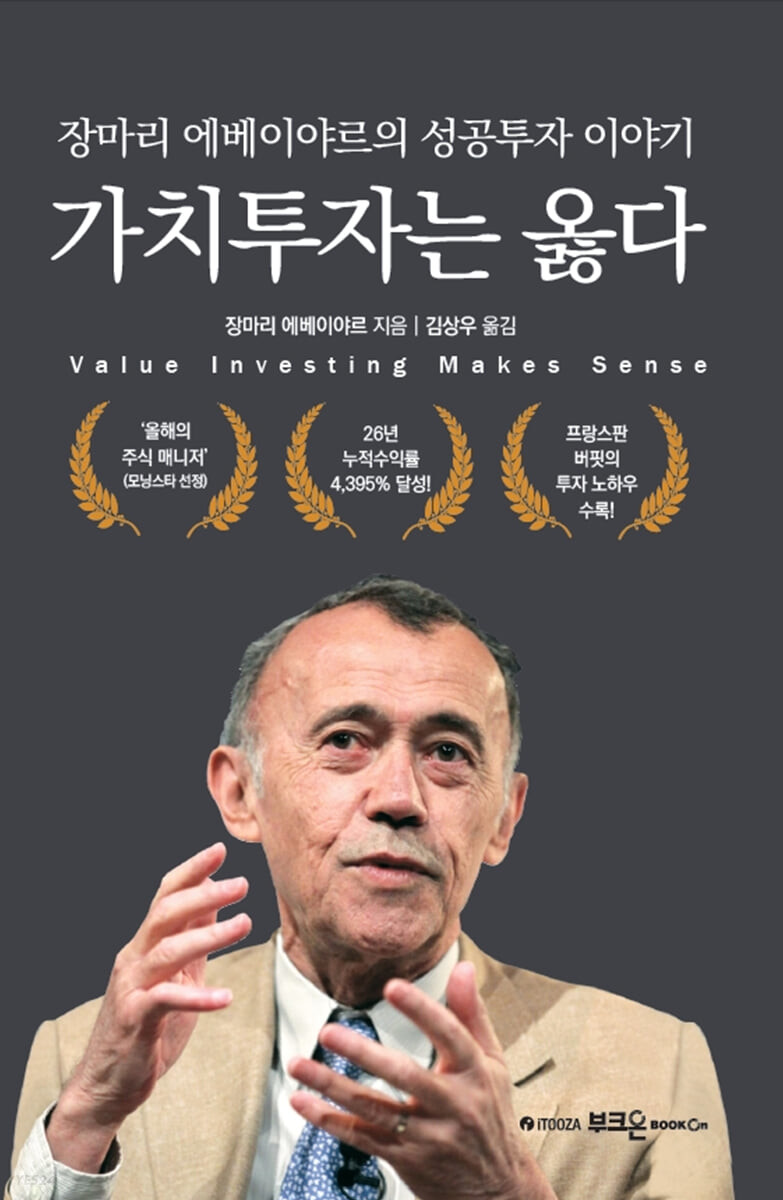 장마리 에베이야르의 성공투자 이야기
가치투자는 옳다
장마리 에베이야르 지음 | 김상우 옮김
Value Investing Makes Sense
‘올해의
주식 매니저’
(모닝스타 선정)
26년
누적수익률
4,395% 달성!
프랑스판
버핏의
투자 노하우
수록!
iTOOZA 부크온 BOOKOn